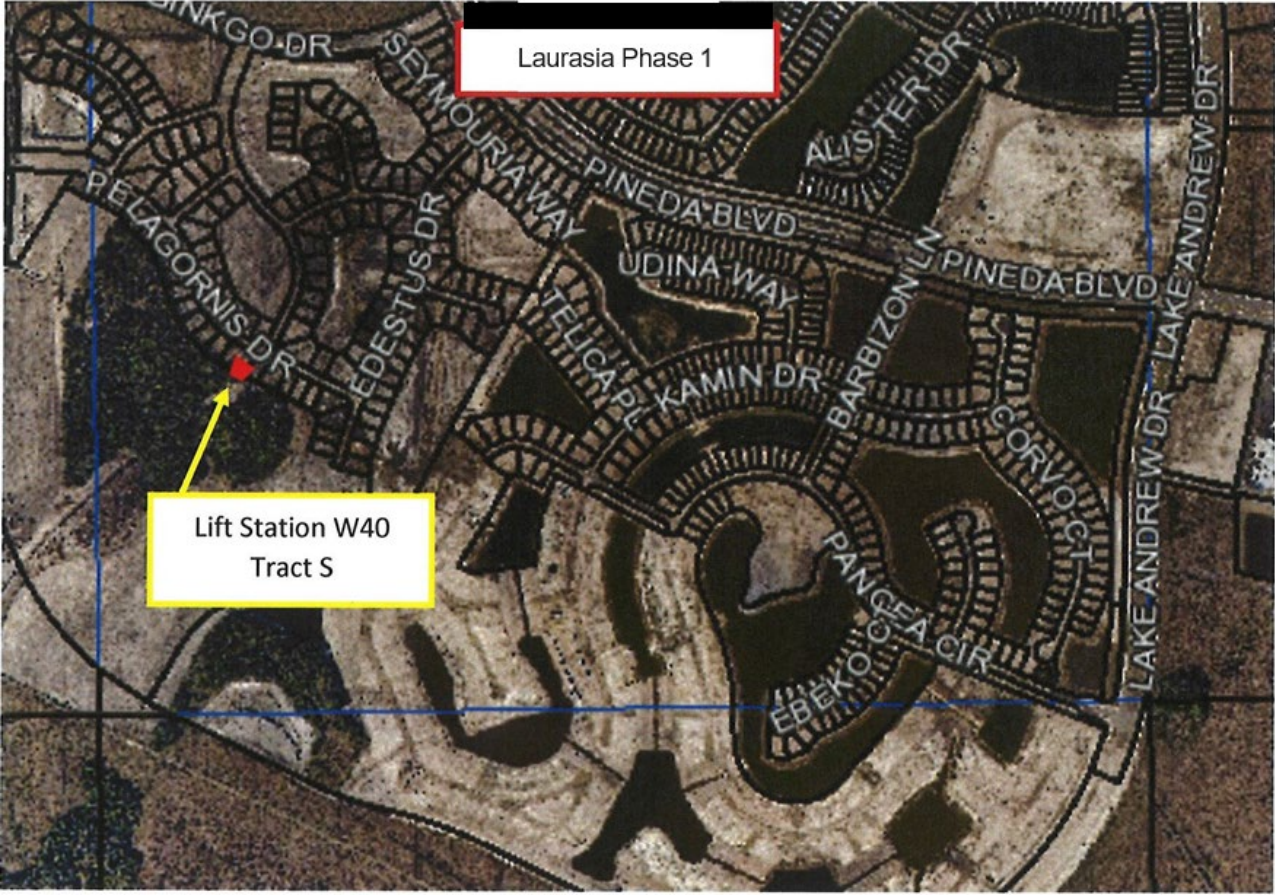 GINKGO DR
Laurasia Phase 1
SEYMOURIA WAY
ALISTER DR
LAKE ANDREW DR
PINEDA BLVD
PELAGORNIS DR
EDESTUS DR
UDINA WAY
BARBIZON LN
PINEDA BLVD
TELICA PL
KAMIN DR
CORVO CT
LAKE ANDREW DR
Lift Station W40
Tract S
PANGEA CIR
EBEKO CT